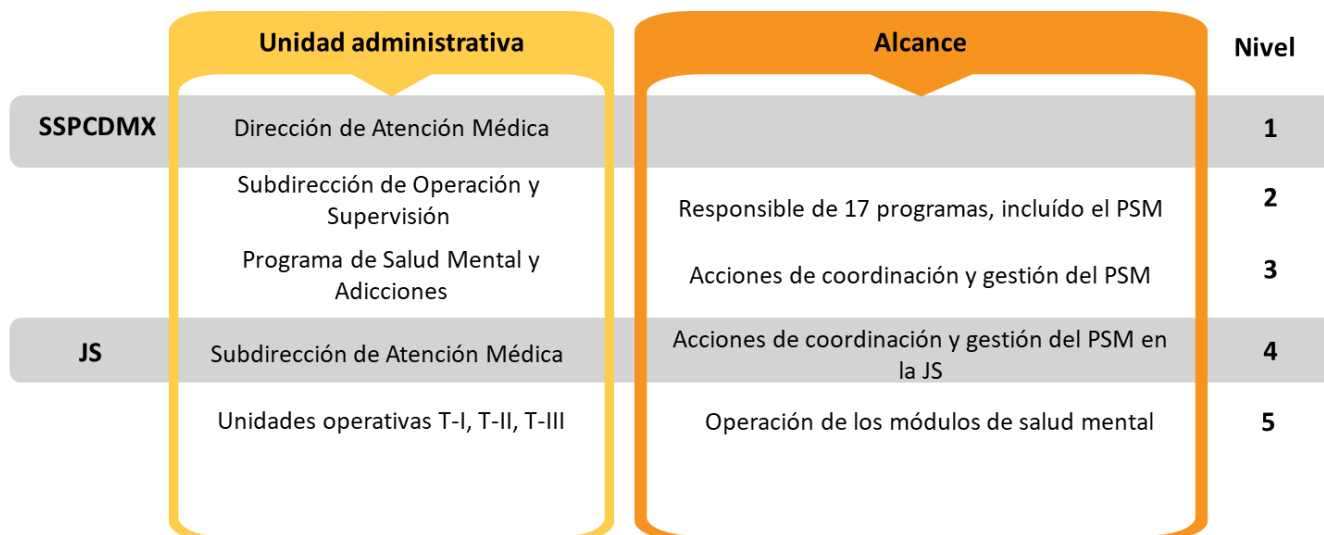 Unidad administrativa
Alcance
Nivel
SSPCDMX
Dirección de Atención Médica
1
Subdirección de Operación y
Supervisión
Responsable de 17 programas, incluído el PSM
2
Programa de Salud Mental y
Adicciones
Acciones de coordinación y gestión del PSM
3
JS
Subdirección de Atención Médica
Acciones de coordinación y gestión del PSM en
la JS
4
Unidades operativas T-I, T-II, T-III
Operación de los módulos de salud mental
5